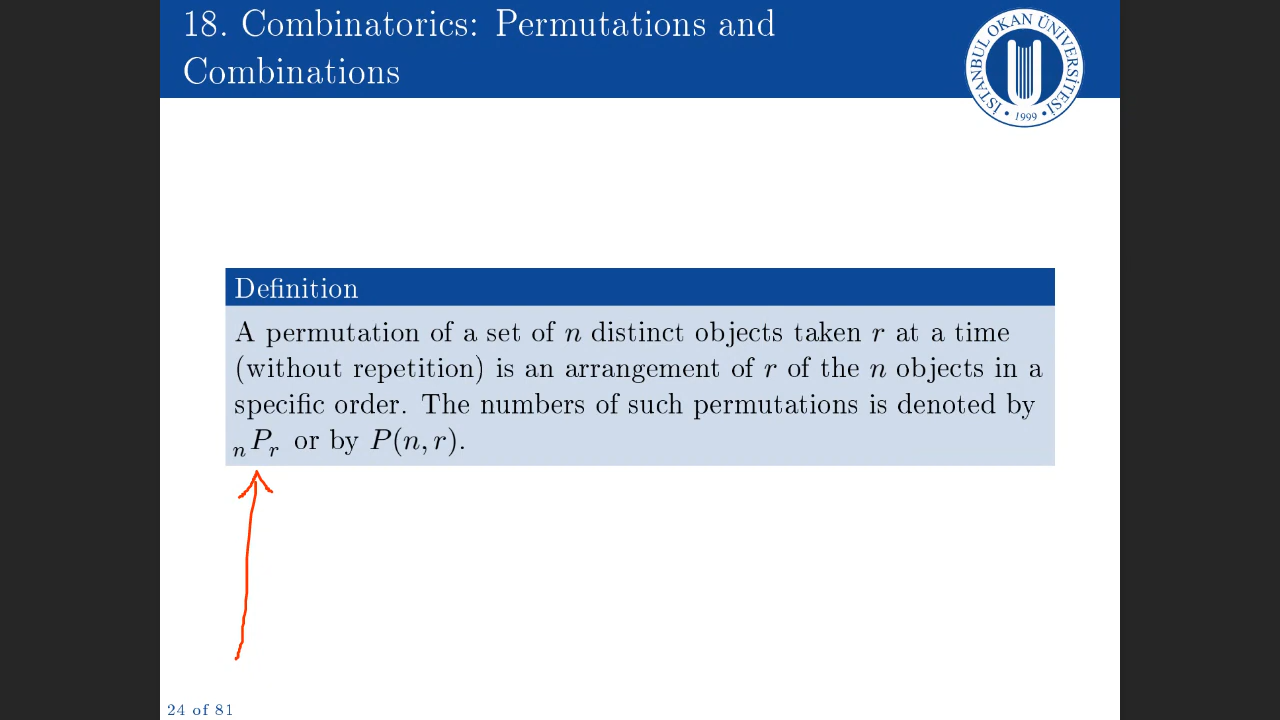 18. Combinatorics: Permutations and
Combinations
İSTANBUL OKAN ÜNİVERSİTESİ
1999
Definition
A permutation of a set of n distinct objects taken r at a time
(without repetition) is an arrangement of r of the n objects in a
specific order. The numbers of such permutations is denoted by
ₙPᵣ or by P(n, r).
24 of 81